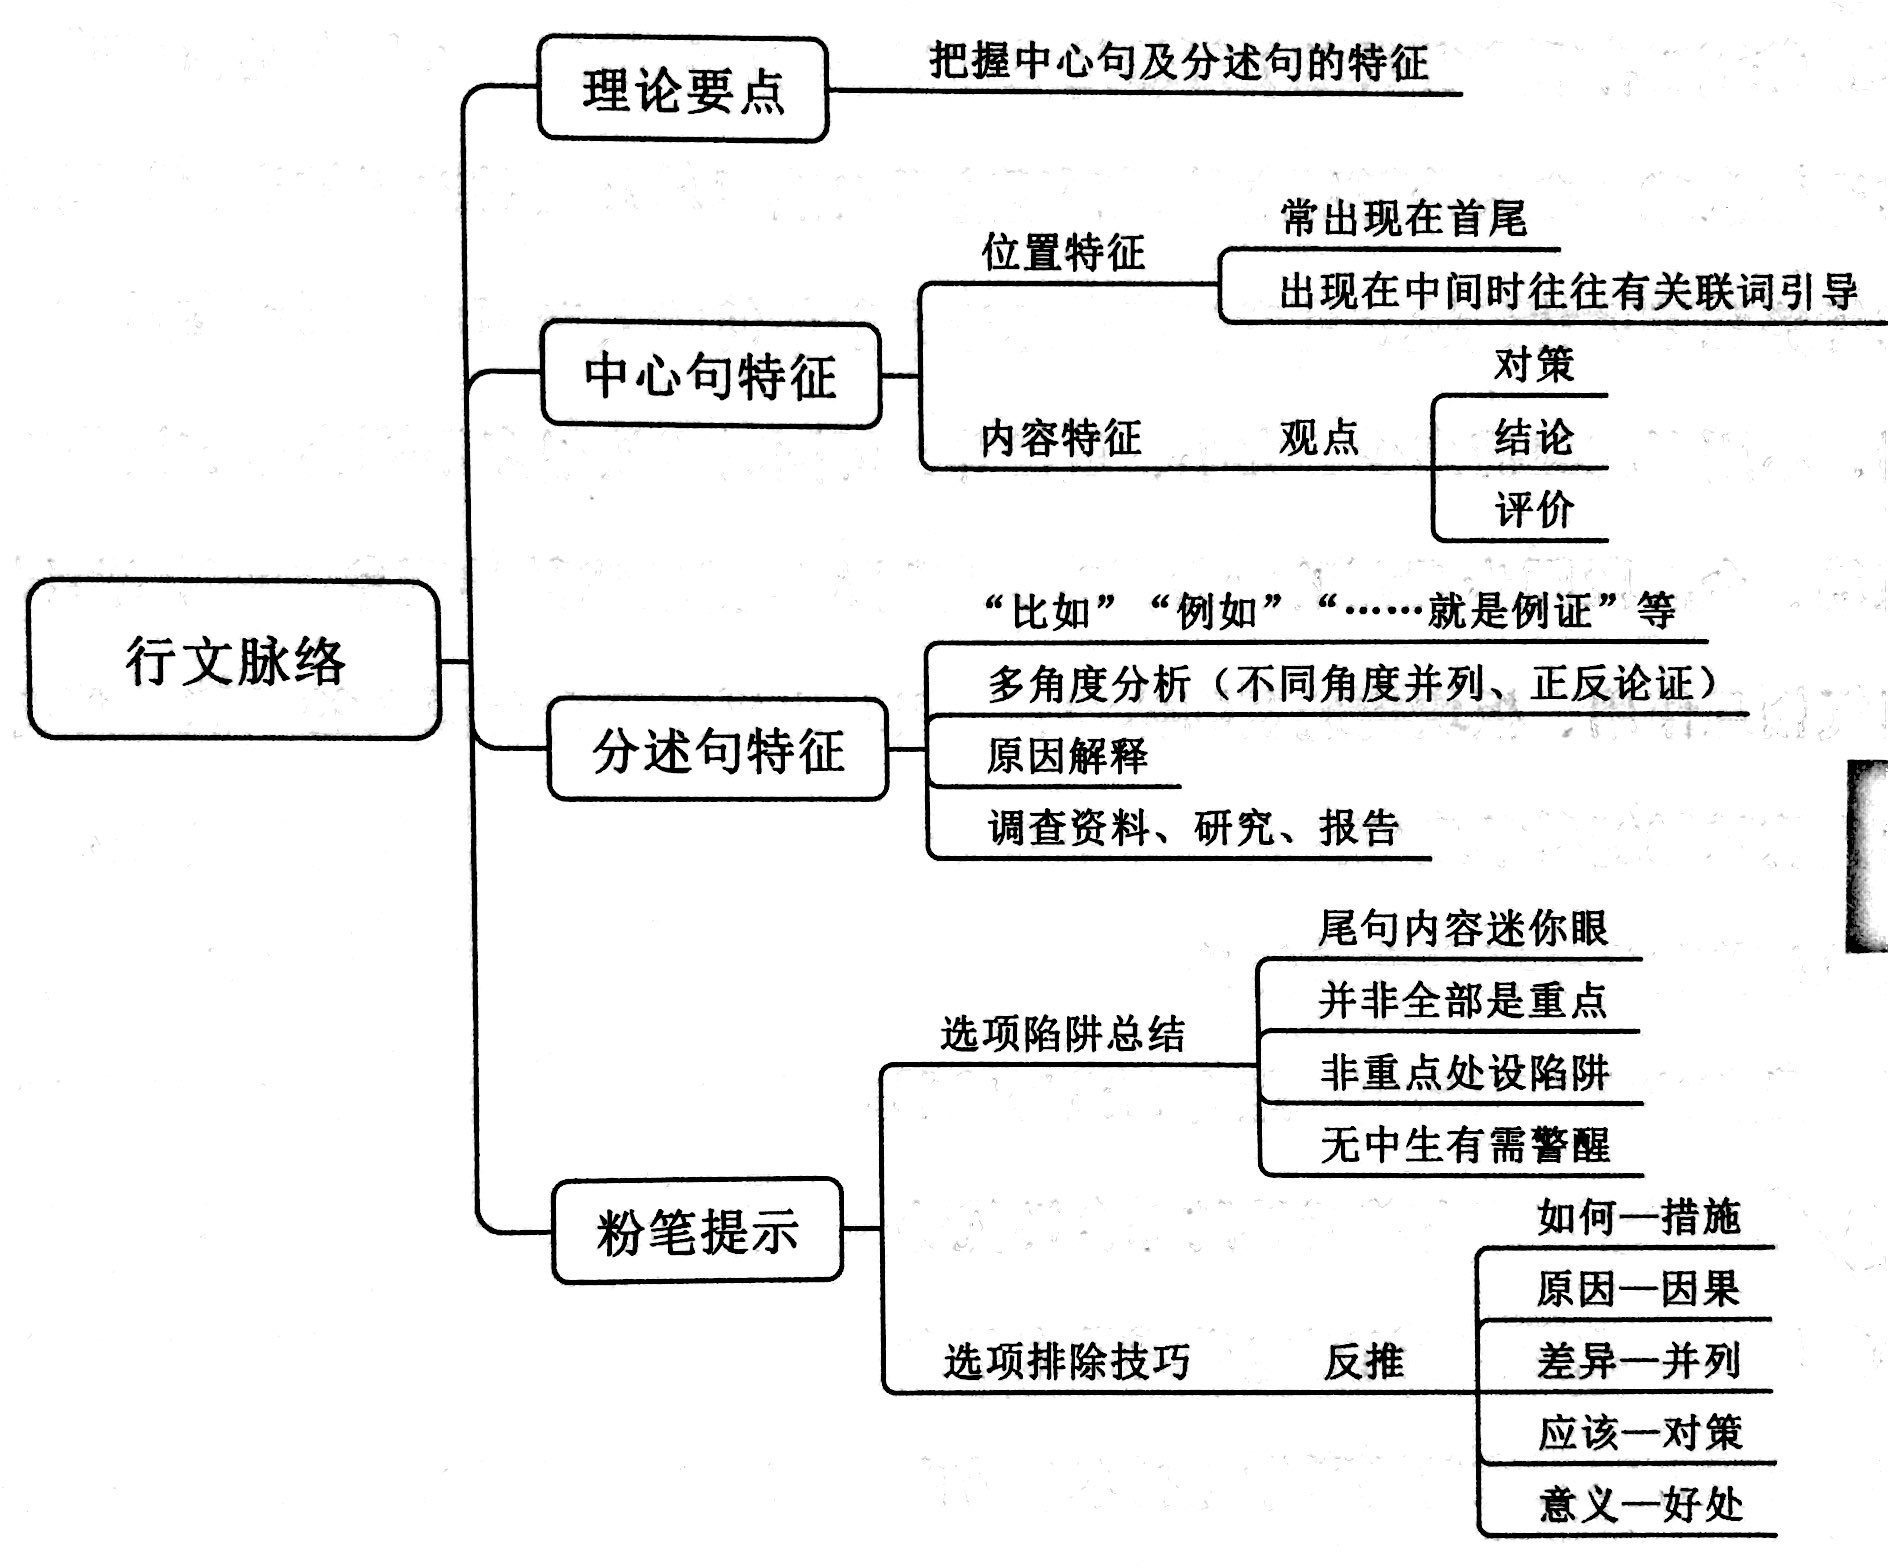 行文脉络
理论要点
把握中心句及分述句的特征
中心句特征
位置特征
常出现在首尾
出现在中间时往往有关联词引导
内容特征
观点
对策
结论
评价
分述句特征
“比如”“例如”“……就是例证”等
多角度分析（不同角度并列、正反论证）
原因解释
调查资料、研究、报告
粉笔提示
选项陷阱总结
尾句内容迷你眼
并非全部是重点
非重点处设陷阱
无中生有需警醒
选项排除技巧
反推
如何—措施
原因—因果
差异—并列
应该—对策
意义—好处